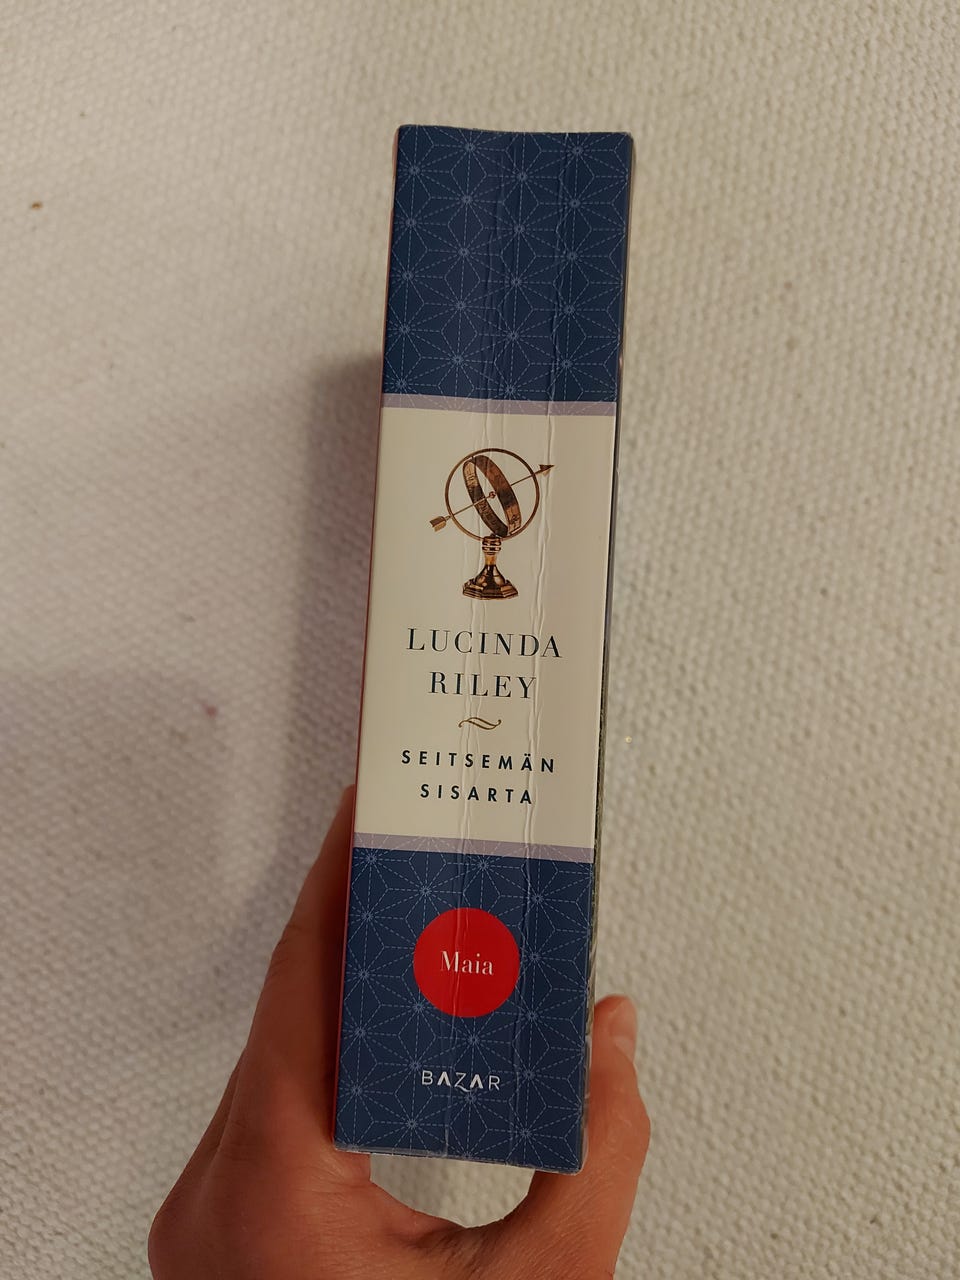 LUCINDA
RILEY
SEITSEMÄN
SISARTA
Maia
BAZAR